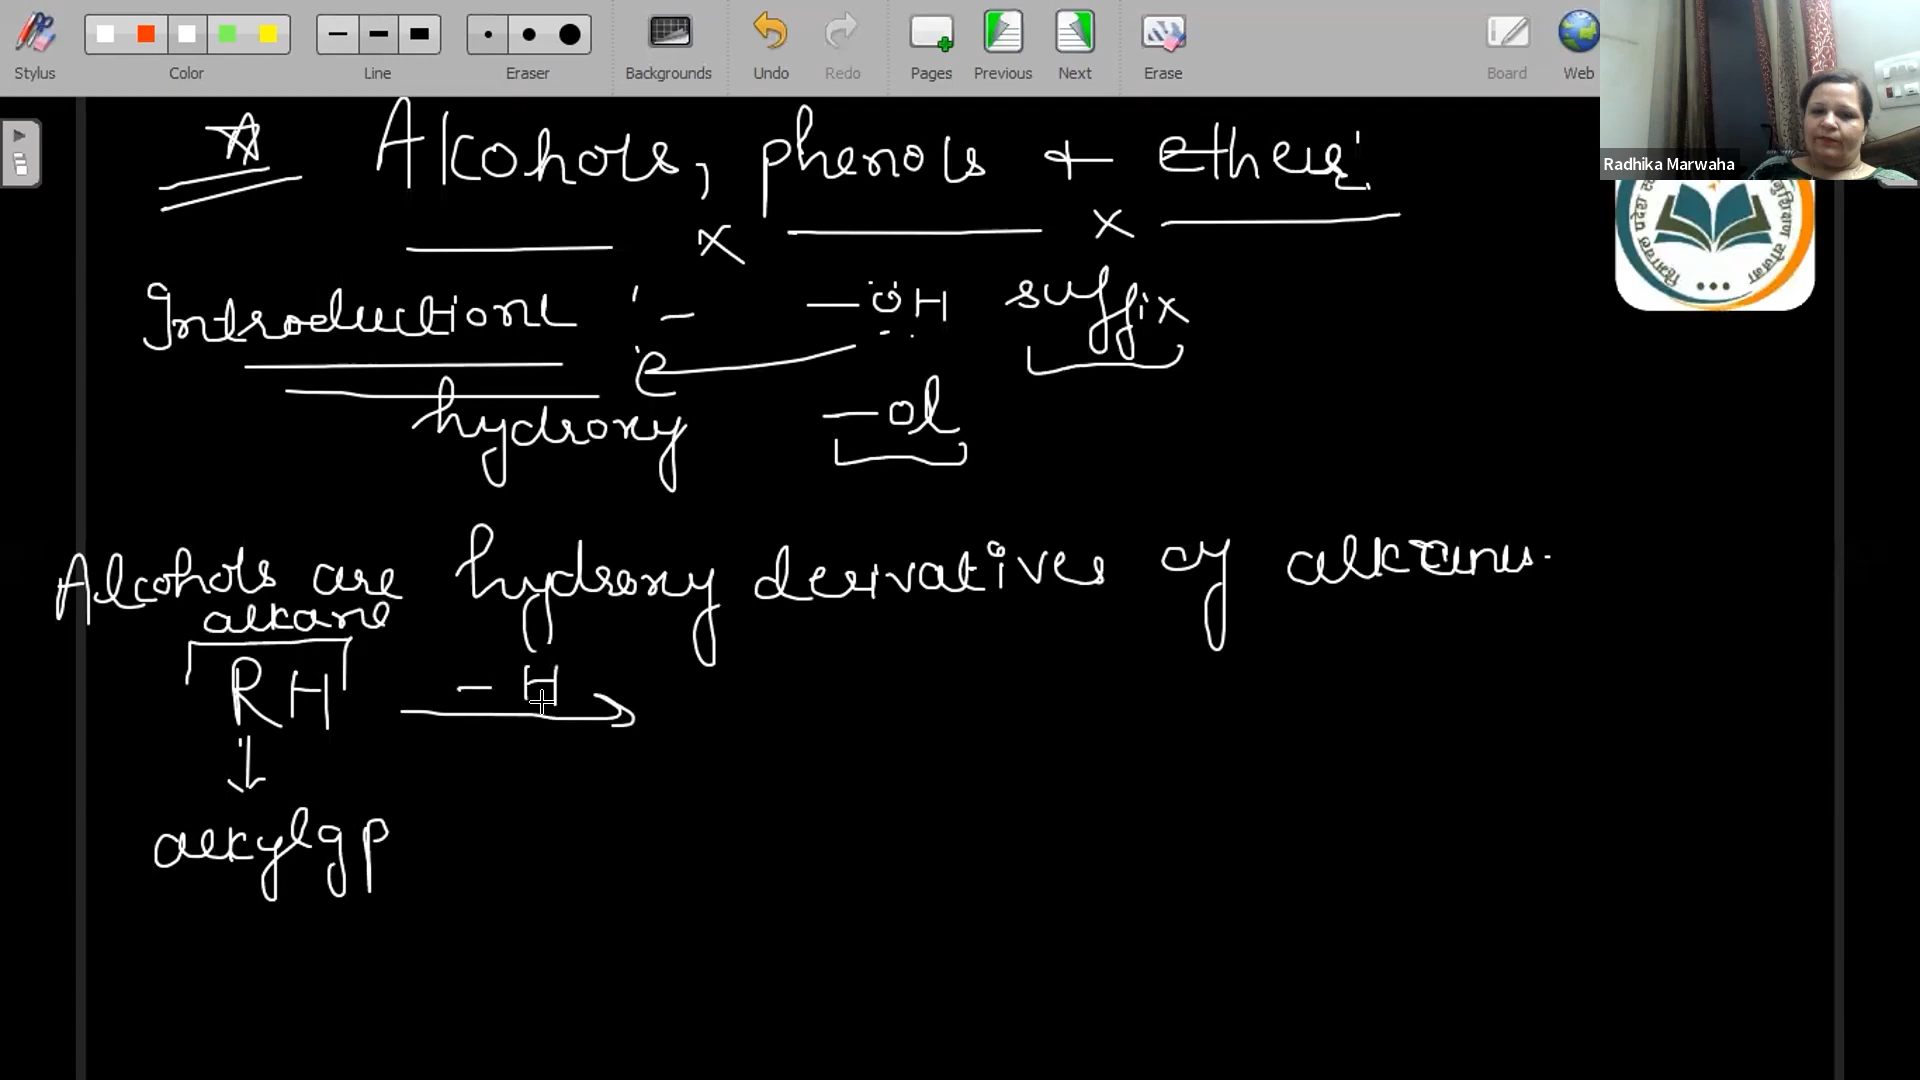 Stylus Color Line Eraser Backgrounds Undo Redo Pages Previous Next Erase Board Web
Radhika Marwaha
Alcohols, phenols + ethers
x x
Introduction :- —ÖH suffix
e
hydroxy —ol
Alcohols are hydroxy derivatives of alkanes.
alkane
RH — H
alkyl gp